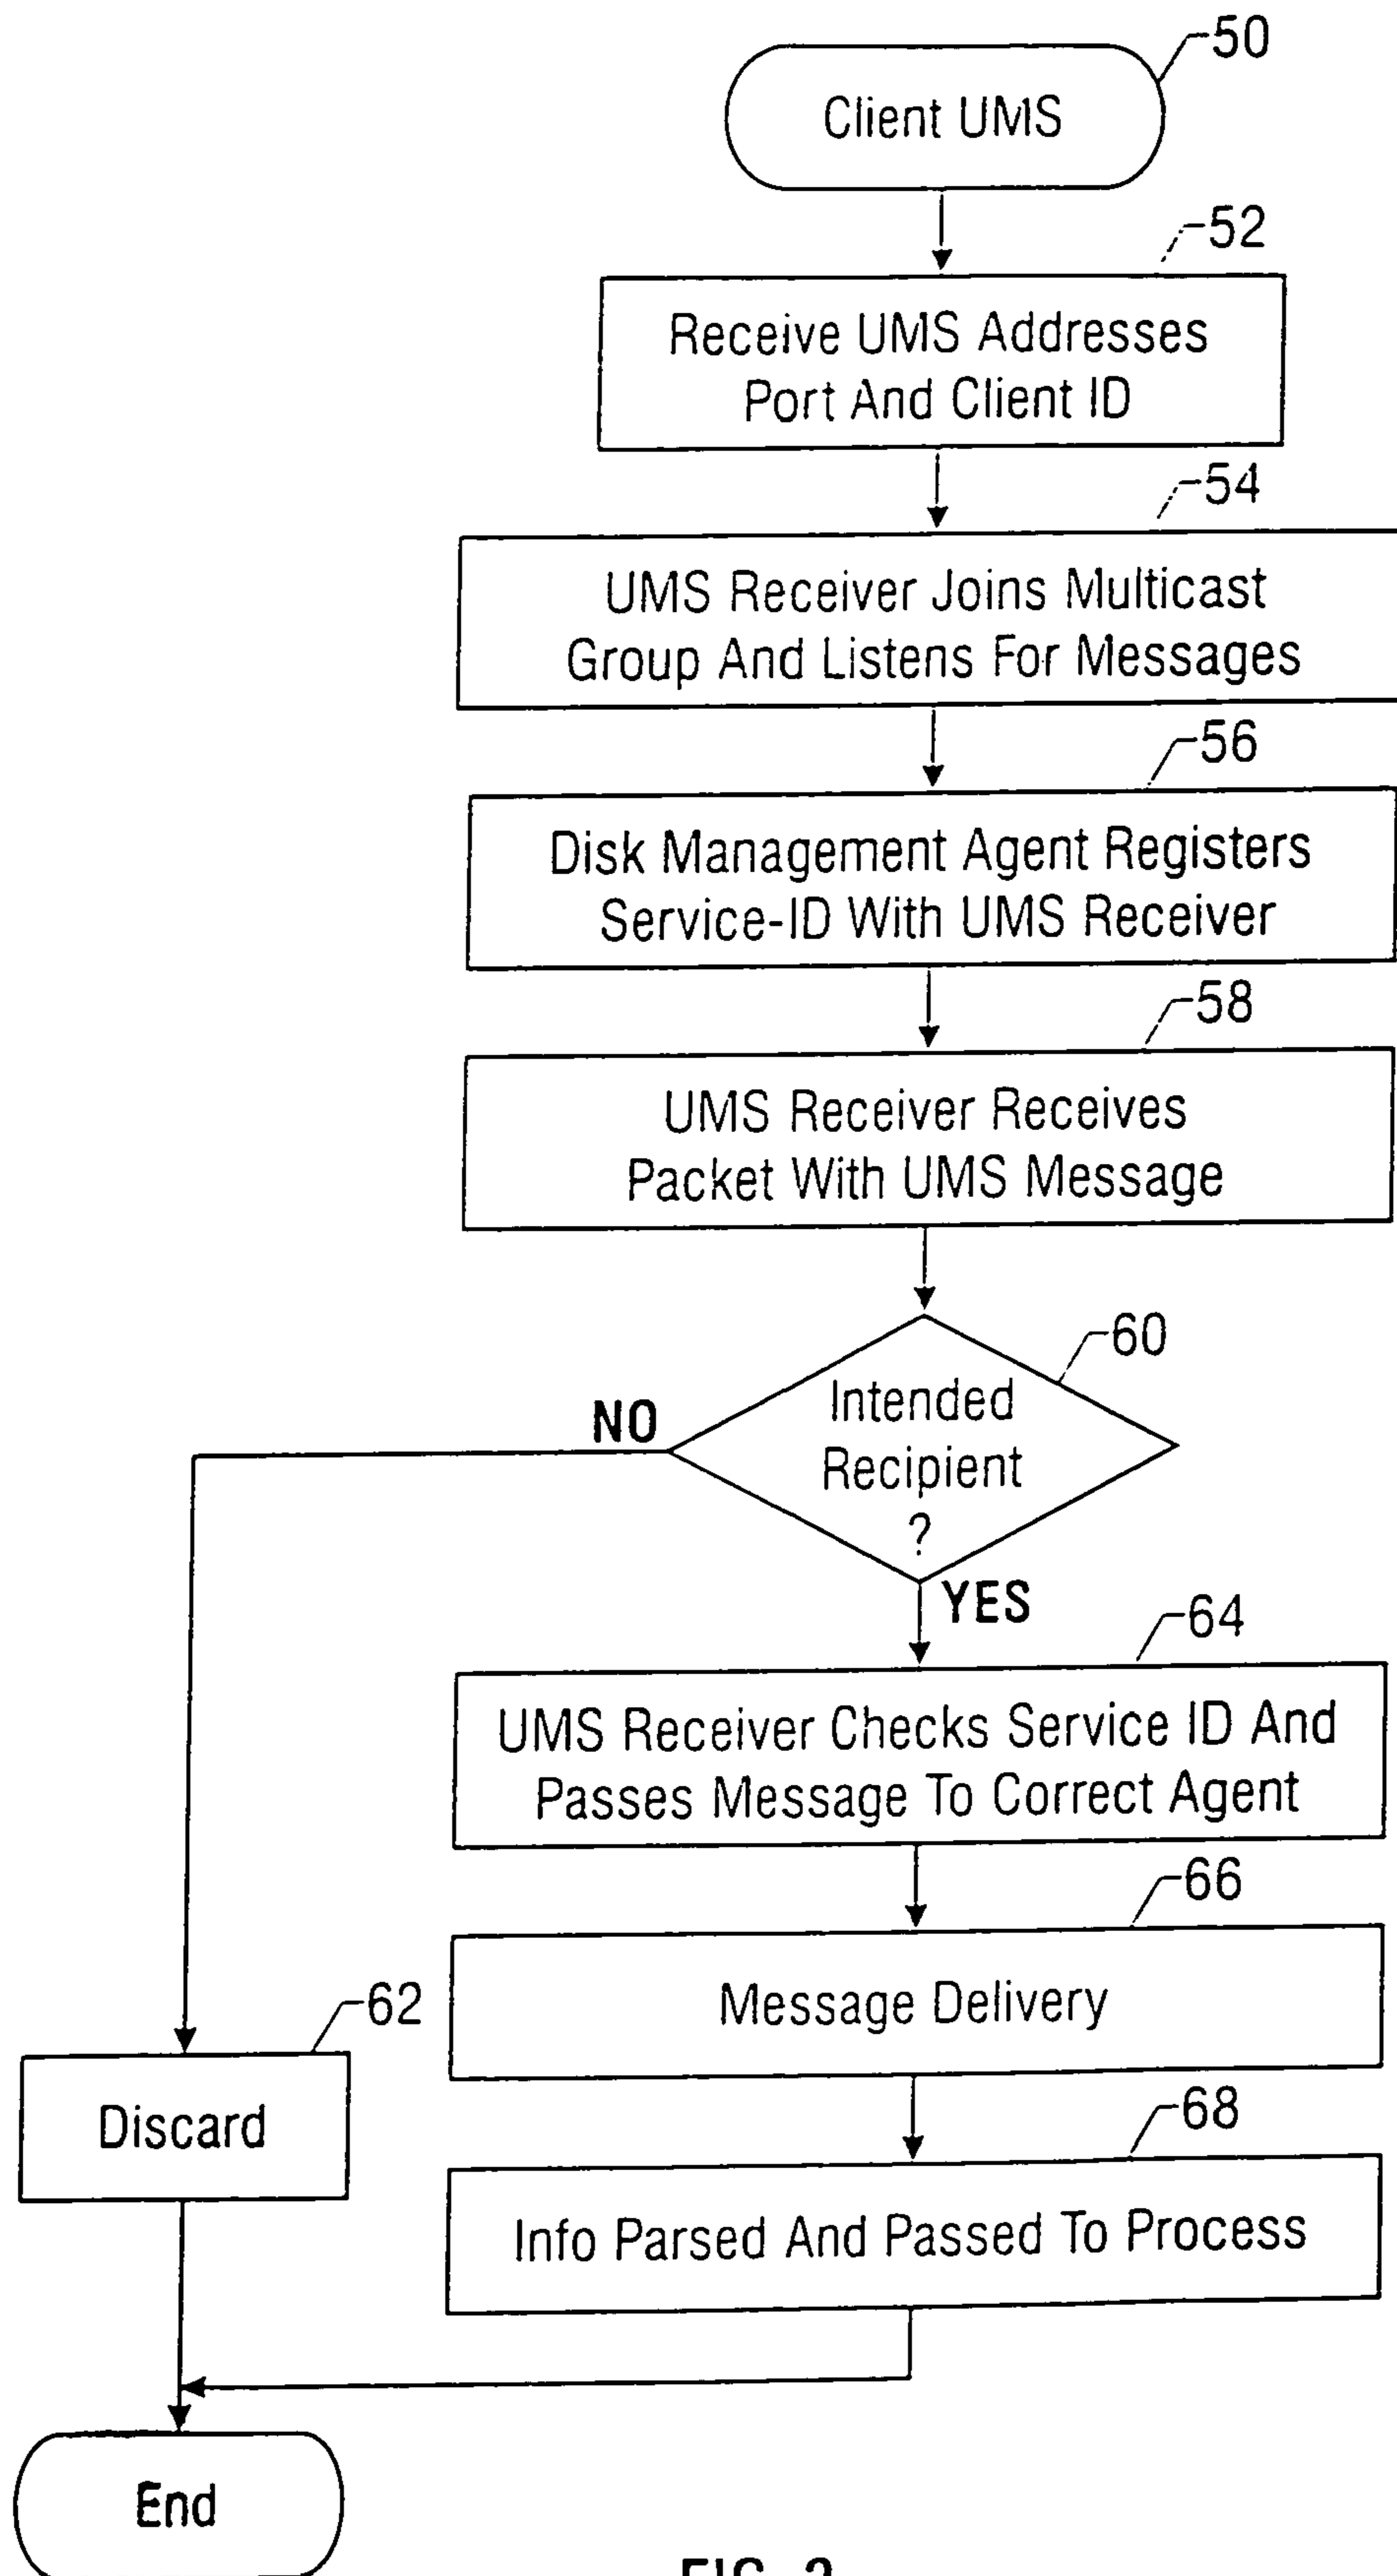 50
Client UMS
52
Receive UMS Addresses
Port And Client ID
54
UMS Receiver Joins Multicast
Group And Listens For Messages
56
Disk Management Agent Registers
Service-ID With UMS Receiver
58
UMS Receiver Receives
Packet With UMS Message
60
Intended
Recipient
?
NO
YES
64
UMS Receiver Checks Service ID And
Passes Message To Correct Agent
66
Message Delivery
62
Discard
68
Info Parsed And Passed To Process
End
FIG.